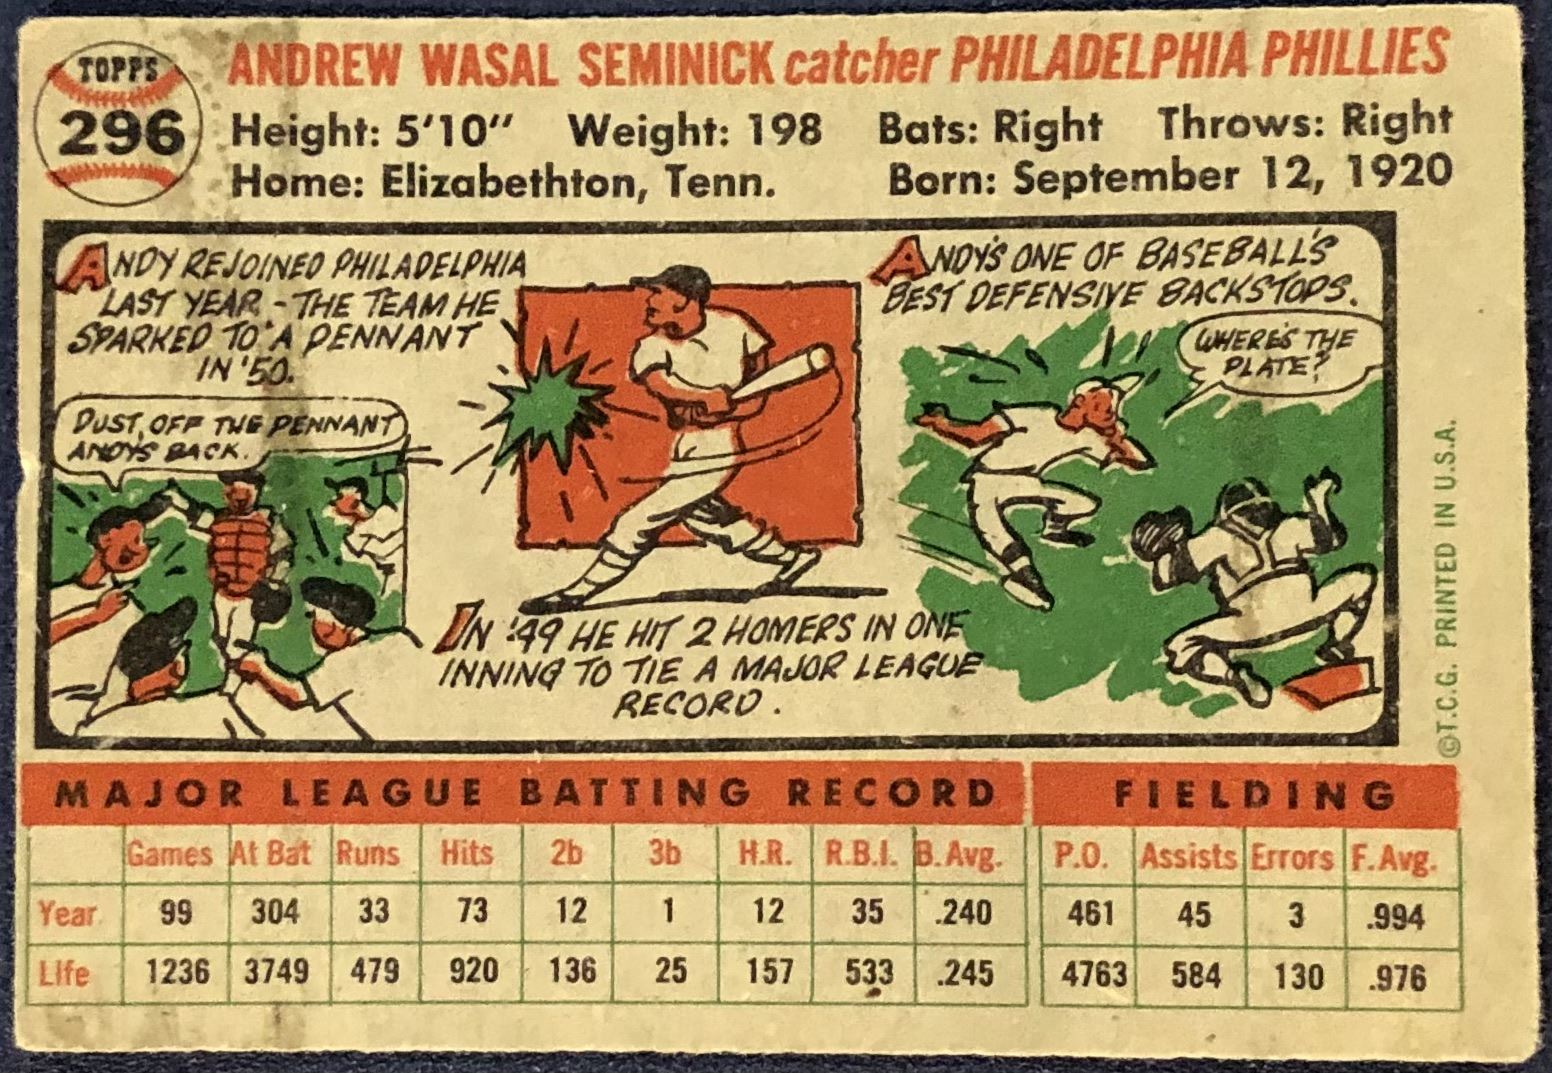 TOPPS
296
ANDREW WASAL SEMINICK catcher PHILADELPHIA PHILLIES
Height: 5'10" Weight: 198 Bats: Right Throws: Right
Home: Elizabethton, Tenn. Born: September 12, 1920
ANDY REJOINED PHILADELPHIA
LAST YEAR - THE TEAM HE
SPARKED TO A PENNANT
IN '50.
DUST OFF THE PENNANT
ANDY'S BACK.
IN '49 HE HIT 2 HOMERS IN ONE
INNING TO TIE A MAJOR LEAGUE
RECORD.
ANDY'S ONE OF BASEBALL'S
BEST DEFENSIVE BACKSTOPS.
WHERE'S THE
PLATE?
©T.C.G. PRINTED IN U.S.A.
MAJOR LEAGUE BATTING RECORD FIELDING
Games At Bat Runs Hits 2b 3b H.R. R.B.I. B. Avg. P.O. Assists Errors F. Avg.
Year 99 304 33 73 12 1 12 35 .240 461 45 3 .994
Life 1236 3749 479 920 136 25 157 533 .245 4763 584 130 .976